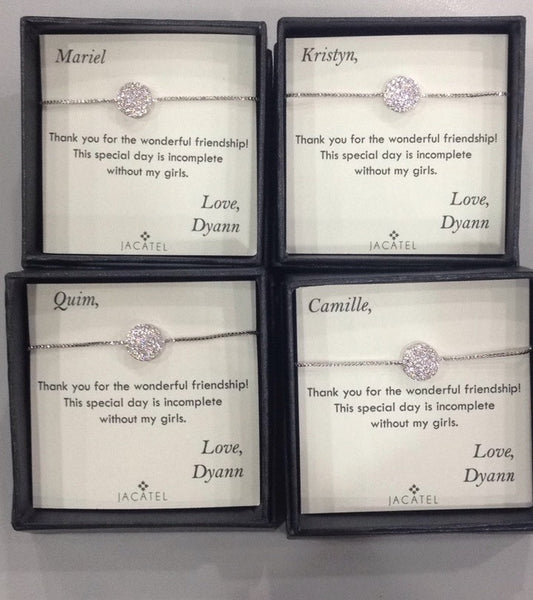 Mariel
Thank you for the wonderful friendship!
This special day is incomplete
without my girls.
Love,
Dyann
JACATEL
Kristyn,
Thank you for the wonderful friendship!
This special day is incomplete
without my girls.
Love,
Dyann
JACATEL
Quim,
Thank you for the wonderful friendship!
This special day is incomplete
without my girls.
Love,
Dyann
JACATEL
Camille,
Thank you for the wonderful friendship!
This special day is incomplete
without my girls.
Love,
Dyann
JACATEL